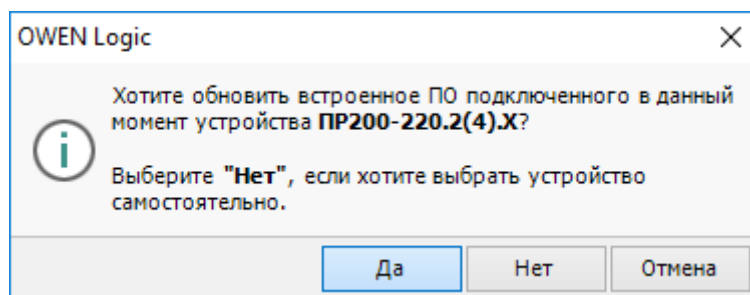 OWEN Logic
Хотите обновить встроенное ПО подключенного в данный
момент устройства ПР200-220.2(4).X?
Выберите "Нет", если хотите выбрать устройство
самостоятельно.
Да Нет Отмена